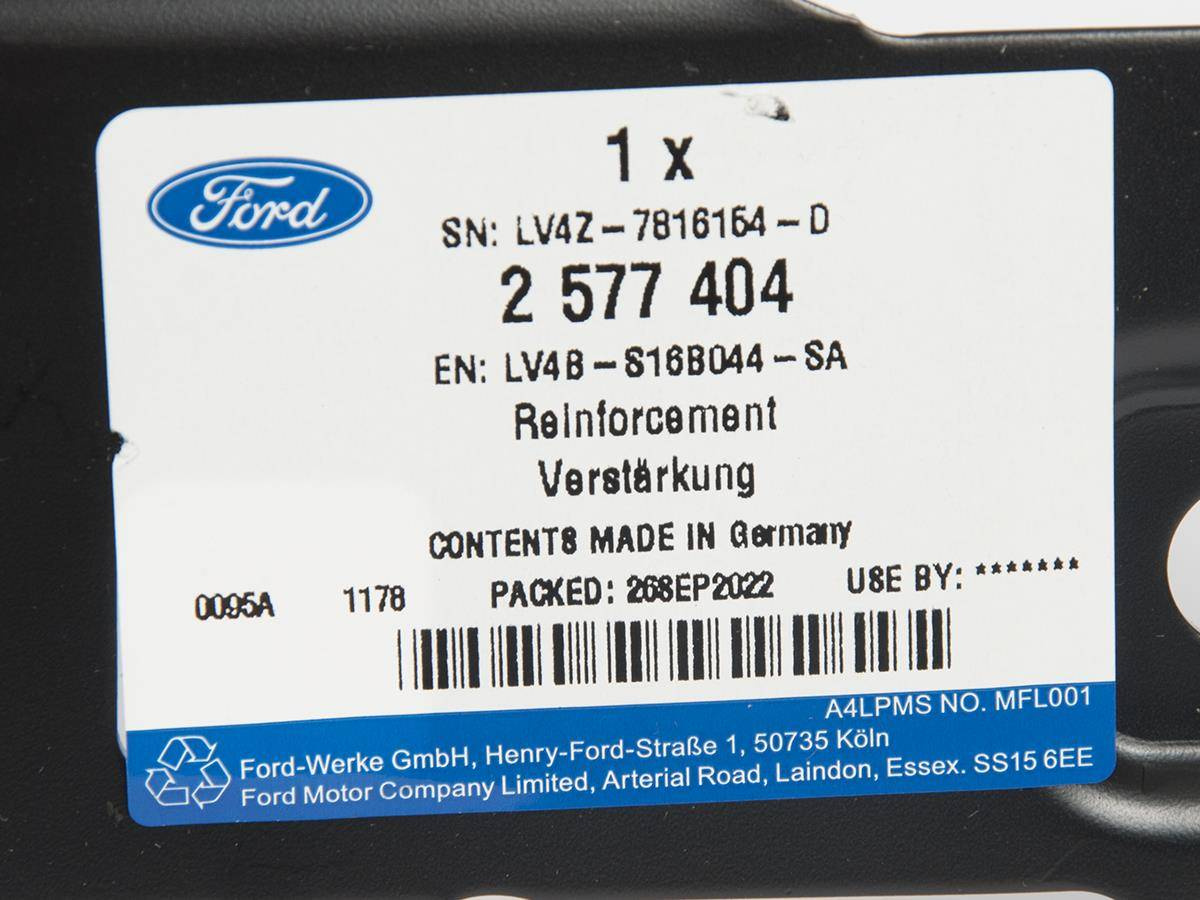 Ford
1 x
SN: LV4Z-7816154-D
2 577 404
EN: LV4B-S16B044-SA
Reinforcement
Verstärkung
CONTENTS MADE IN Germany
0095A 1178 PACKED: 26SEP2022 USE BY: *******
A4LPMS NO. MFL001
Ford-Werke GmbH, Henry-Ford-Straße 1, 50735 Köln
Ford Motor Company Limited, Arterial Road, Laindon, Essex. SS15 6EE